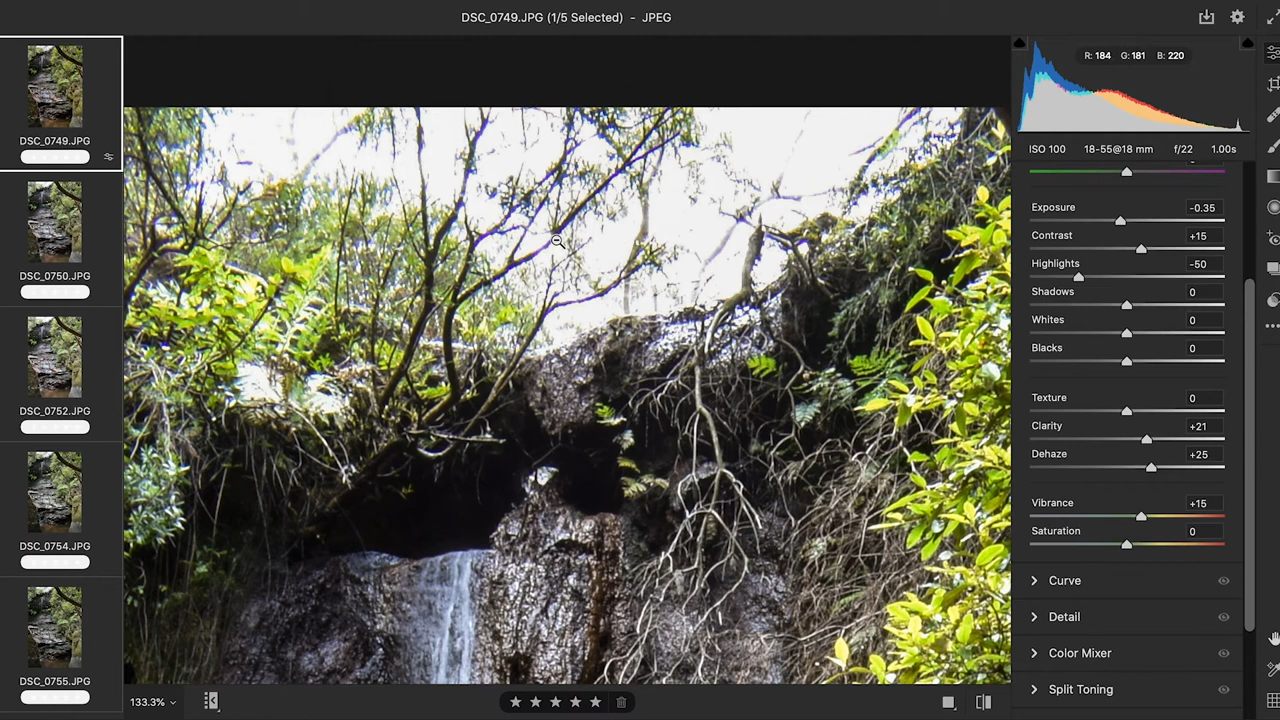 DSC_0749.JPG (1/5 Selected) - JPEG
DSC_0749.JPG
DSC_0750.JPG
DSC_0752.JPG
DSC_0754.JPG
DSC_0755.JPG
133.3%
R: 184 G: 181 B: 220
ISO 100 18-55@18 mm f/22 1.00s
Exposure -0.35
Contrast +15
Highlights -50
Shadows 0
Whites 0
Blacks 0
Texture 0
Clarity +21
Dehaze +25
Vibrance +15
Saturation 0
Curve
Detail
Color Mixer
Split Toning